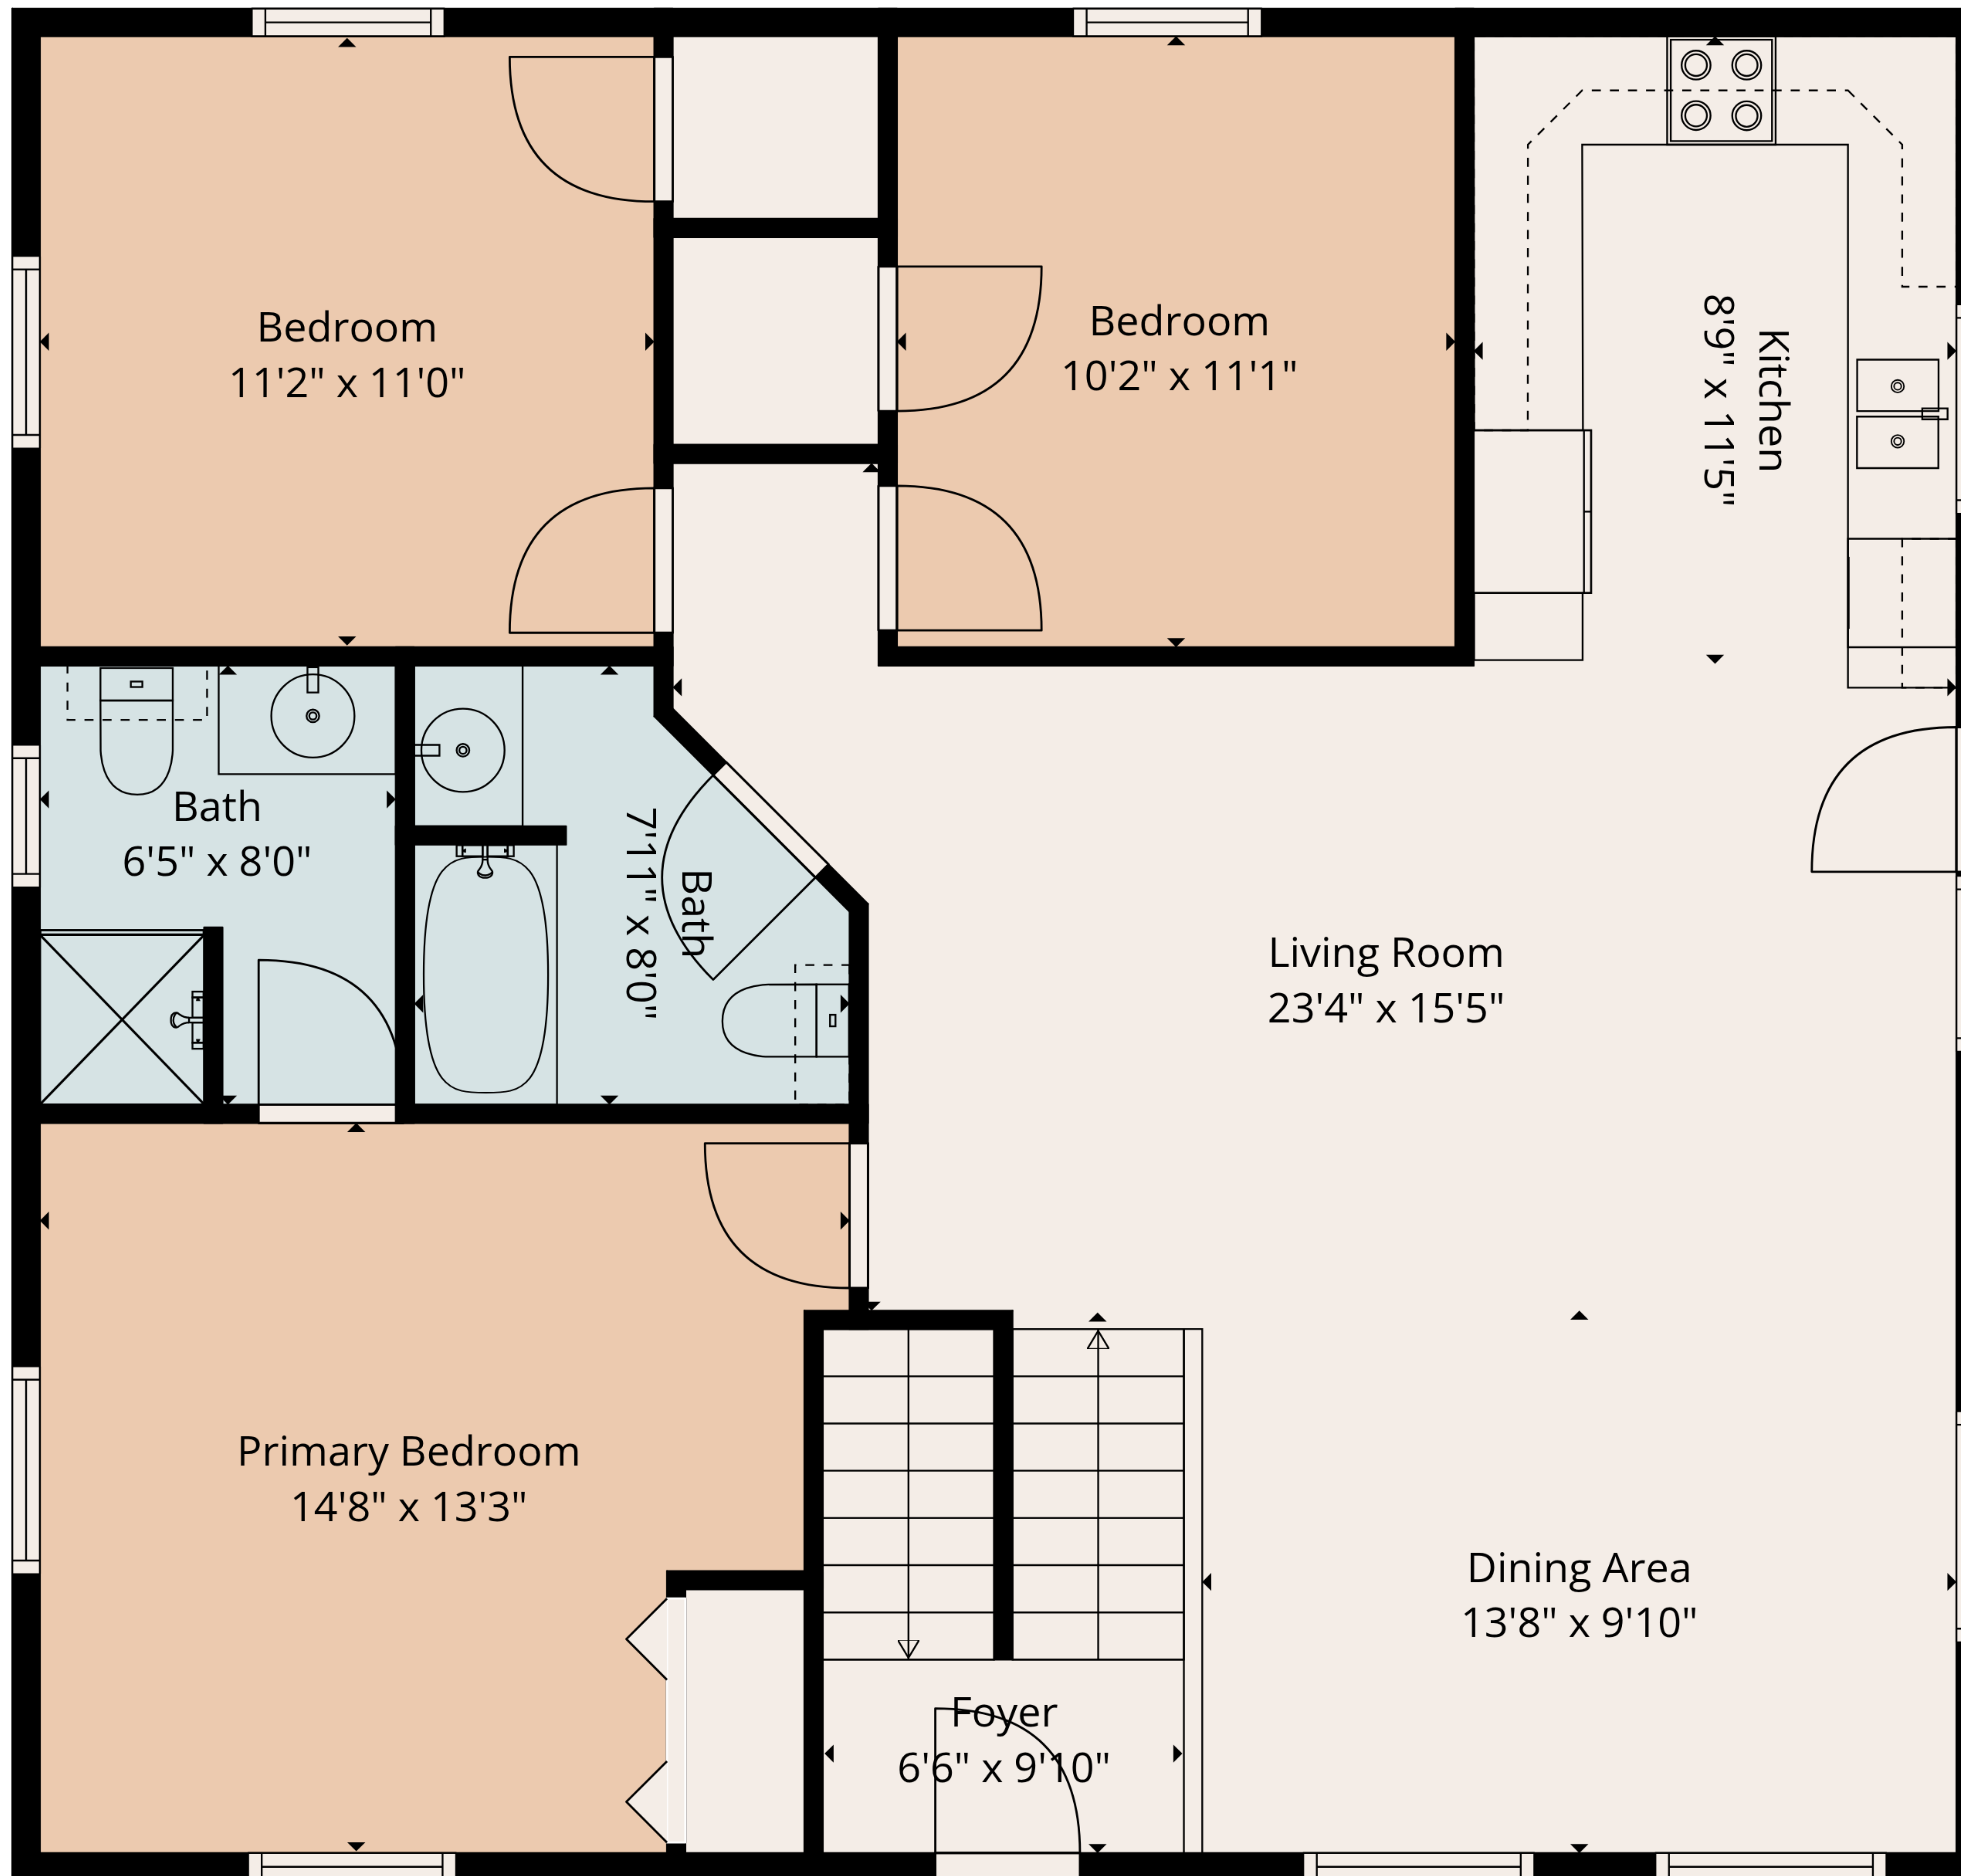 Bedroom
11'2" x 11'0"
Bedroom
10'2" x 11'1"
Kitchen
8'9" x 11'5"
Bath
6'5" x 8'0"
Bath
7'11" x 8'0"
Living Room
23'4" x 15'5"
Primary Bedroom
14'8" x 13'3"
Dining Area
13'8" x 9'10"
Foyer
6'6" x 9'10"